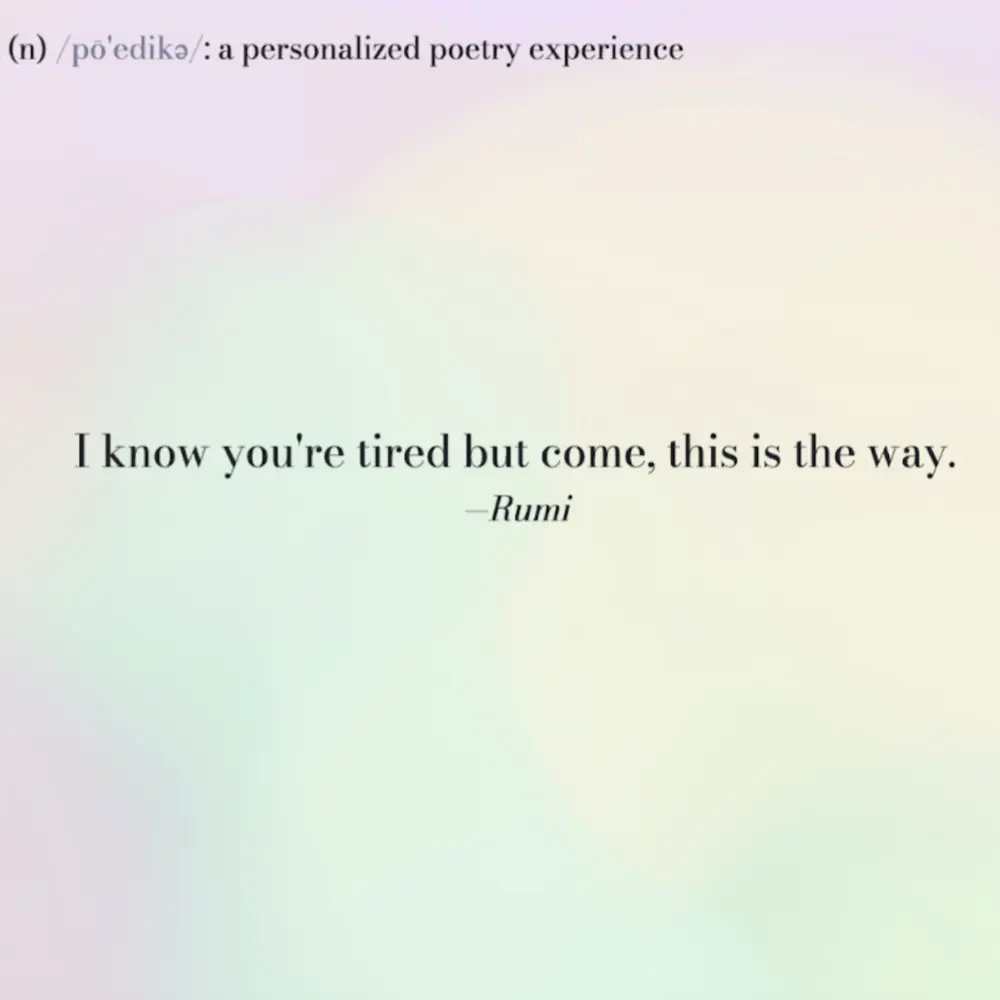 (n) /pō'edikə/: a personalized poetry experience
I know you're tired but come, this is the way.
—Rumi